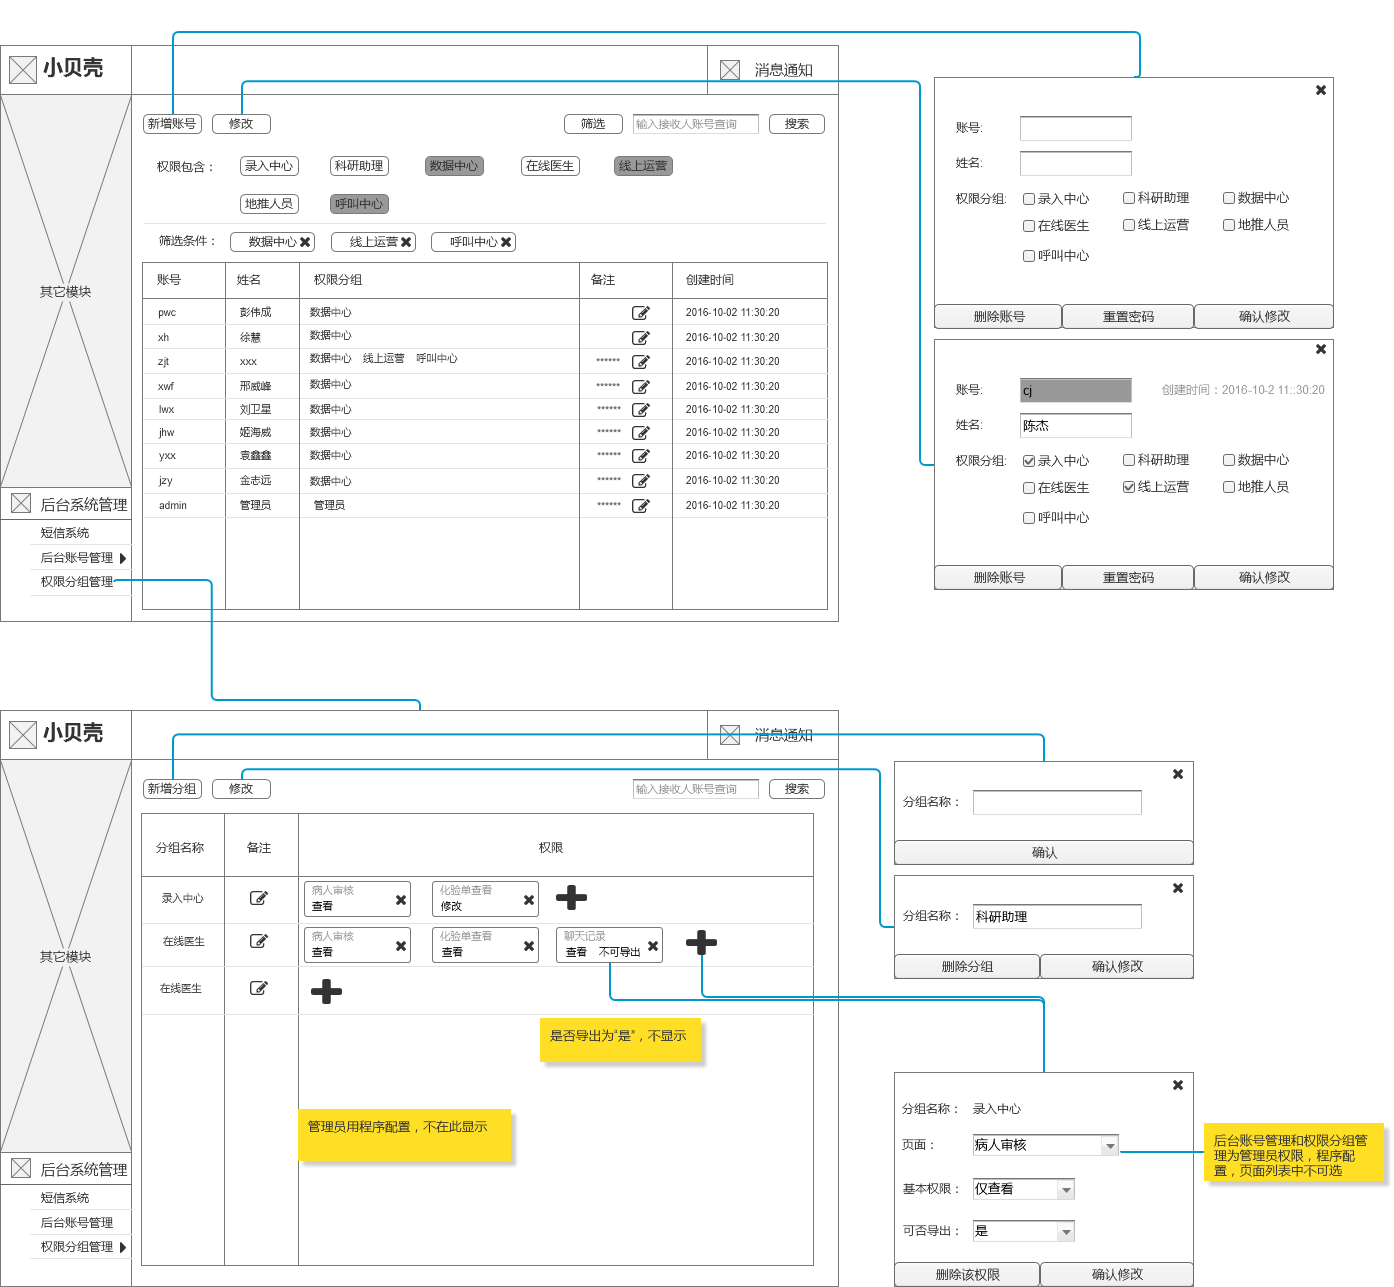 小贝壳
消息通知
新增账号
修改
筛选
输入接收人账号查询
搜索
权限包含：
录入中心
科研助理
数据中心
在线医生
线上运营
地推人员
呼叫中心
筛选条件：
数据中心
线上运营
呼叫中心
其它模块
账号 姓名 权限分组 备注 创建时间
pwc 彭伟成 数据中心 2016-10-02 11:30:20
xh 徐慧 数据中心 2016-10-02 11:30:20
zjt xxx 数据中心 线上运营 呼叫中心 ****** 2016-10-02 11:30:20
xwf 邢威峰 数据中心 ****** 2016-10-02 11:30:20
lwx 刘卫星 数据中心 ****** 2016-10-02 11:30:20
jhw 姬海威 数据中心 ****** 2016-10-02 11:30:20
yxx 袁鑫鑫 数据中心 ****** 2016-10-02 11:30:20
jzy 金志远 数据中心 ****** 2016-10-02 11:30:20
admin 管理员 管理员 ****** 2016-10-02 11:30:20
后台系统管理
短信系统
后台账号管理
权限分组管理
账号:
姓名:
权限分组: 录入中心 科研助理 数据中心
在线医生 线上运营 地推人员
呼叫中心
删除账号 重置密码 确认修改
账号: cj 创建时间：2016-10-2 11::30:20
姓名: 陈杰
权限分组: 录入中心 科研助理 数据中心
在线医生 线上运营 地推人员
呼叫中心
删除账号 重置密码 确认修改
小贝壳
消息通知
新增分组
修改
输入接收人账号查询
搜索
其它模块
分组名称 备注 权限
录入中心
病人审核
查看
化验单查看
修改
在线医生
病人审核
查看
化验单查看
查看
聊天记录
查看 不可导出
在线医生
是否导出为“是”，不显示
管理员用程序配置，不在此显示
后台系统管理
短信系统
后台账号管理
权限分组管理
分组名称：
确认
分组名称： 科研助理
删除分组 确认修改
分组名称： 录入中心
页面： 病人审核
基本权限： 仅查看
可否导出： 是
删除该权限 确认修改
后台账号管理和权限分组管
理为管理员权限，程序配
置，页面列表中不可选